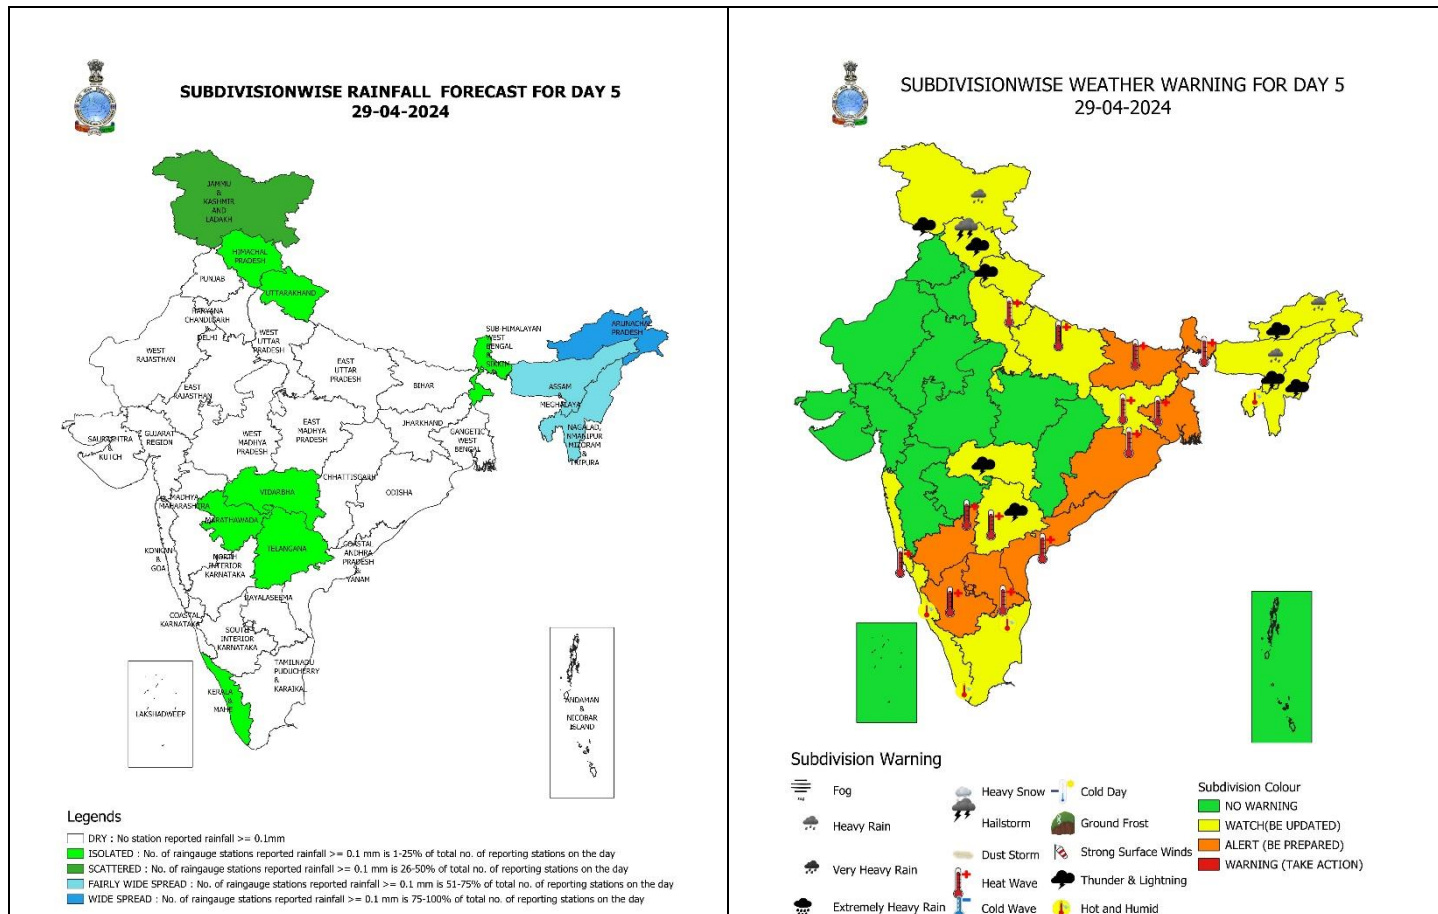 SUBDIVISIONWISE RAINFALL FORECAST FOR DAY 5
29-04-2024
JAMMU
&
KASHMIR
AND
LADAKH
HIMACHAL
PRADESH
PUNJAB
UTTARAKHAND
HARYANA
CHANDIGARH
&
DELHI
WEST
UTTAR
PRADESH
WEST
RAJASTHAN
EAST
RAJASTHAN
EAST
UTTAR
PRADESH
BIHAR
SUB HIMALAYAN
WEST
BENGAL
&
SIKKIM
ARUNACHAL
PRADESH
ASSAM
&
MEGHALAYA
NAGALAD,
NMANIPUR
MIZORAM
&
TRIPURA
SAURASHTRA
&
KUTCH
GUJARAT
REGION
WEST
MADHYA
PRADESH
EAST
MADHYA
PRADESH
JHARKHAND
GANGETIC
WEST
BENGAL
CHHATTISGARH
ODISHA
VIDARBHA
MADHYA
MAHARASHTRA
MARATHAWADA
TELANGANA
KONKAN
&
GOA
NORTH
INTERIOR
KARNATAKA
COASTAL
ANDHRA
PRADESH
&
YANAM
RAYALASEEMA
COASTAL
KARNATAKA
SOUTH
INTERIOR
KARNATAKA
TAMILNADU
PUDUCHERRY
&
KARAIKAL
KERALA
&
MAHE
LAKSHADWEEP
ANDAMAN
&
NICOBAR
ISLAND
Legends
DRY : No station reported rainfall >= 0.1mm
ISOLATED : No. of raingauge stations reported rainfall >= 0.1 mm is 1-25% of total no. of reporting stations on the day
SCATTERED : No. of raingauge stations reported rainfall >= 0.1 mm is 26-50% of total no. of reporting stations on the day
FAIRLY WIDE SPREAD : No. of raingauge stations reported rainfall >= 0.1 mm is 51-75% of total no. of reporting stations on the day
WIDE SPREAD : No. of raingauge stations reported rainfall >= 0.1 mm is 75-100% of total no. of reporting stations on the day
SUBDIVISIONWISE WEATHER WARNING FOR DAY 5
29-04-2024
Subdivision Warning
Fog
Heavy Rain
Very Heavy Rain
Extremely Heavy Rain
Heavy Snow
Hailstorm
Dust Storm
Heat Wave
Cold Wave
Cold Day
Ground Frost
Strong Surface Winds
Thunder & Lightning
Hot and Humid
Subdivision Colour
NO WARNING
WATCH(BE UPDATED)
ALERT (BE PREPARED)
WARNING (TAKE ACTION)